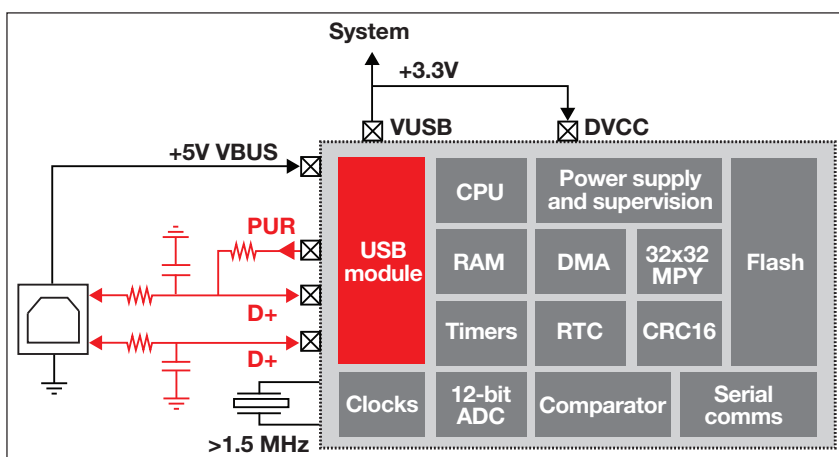 System
+3.3V
VUSB
DVCC
+5V VBUS
PUR
D+
D+
>1.5 MHz
USB
module
CPU
Power supply
and supervision
Flash
RAM
DMA
32x32
MPY
Timers
RTC
CRC16
Clocks
12-bit
ADC
Comparator
Serial
comms